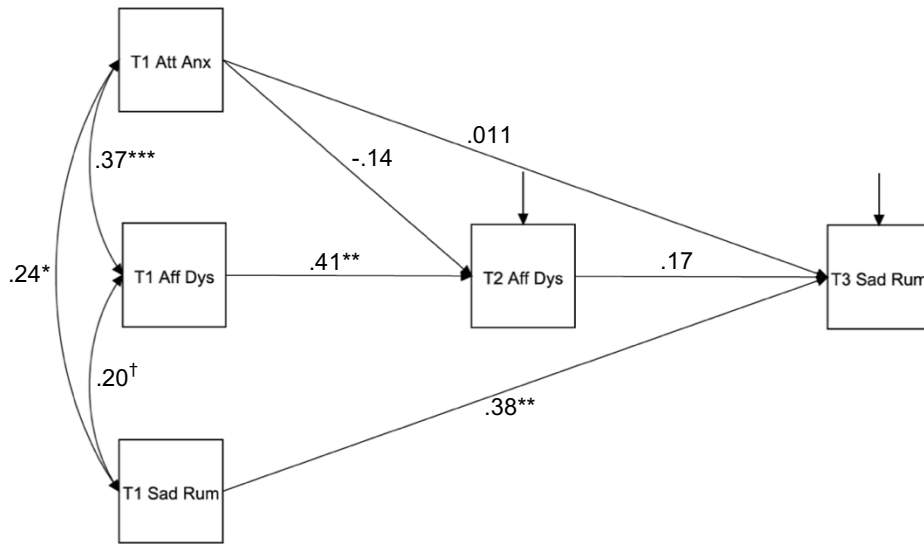 T1 Att Anx
.011
.37***
-.14
.24*
T1 Aff Dys
.41**
T2 Aff Dys
.17
T3 Sad Rum
.20†
.38**
T1 Sad Rum